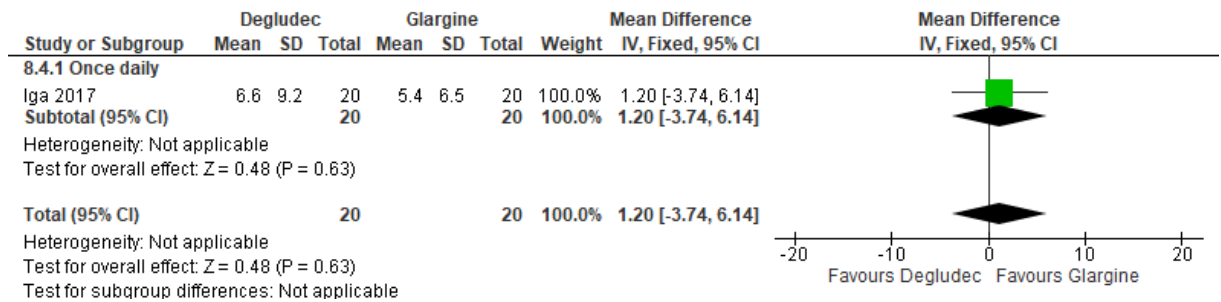 Degludec Glargine Mean Difference Mean Difference
Study or Subgroup Mean SD Total Mean SD Total Weight IV, Fixed, 95% CI IV, Fixed, 95% CI
8.4.1 Once daily
Iga 2017 6.6 9.2 20 5.4 6.5 20 100.0% 1.20 [-3.74, 6.14]
Subtotal (95% CI) 20 20 100.0% 1.20 [-3.74, 6.14]
Heterogeneity: Not applicable
Test for overall effect: Z = 0.48 (P = 0.63)
Total (95% CI) 20 20 100.0% 1.20 [-3.74, 6.14]
Heterogeneity: Not applicable
Test for overall effect: Z = 0.48 (P = 0.63)
Test for subgroup differences: Not applicable
-20 -10 0 10 20
Favours Degludec Favours Glargine